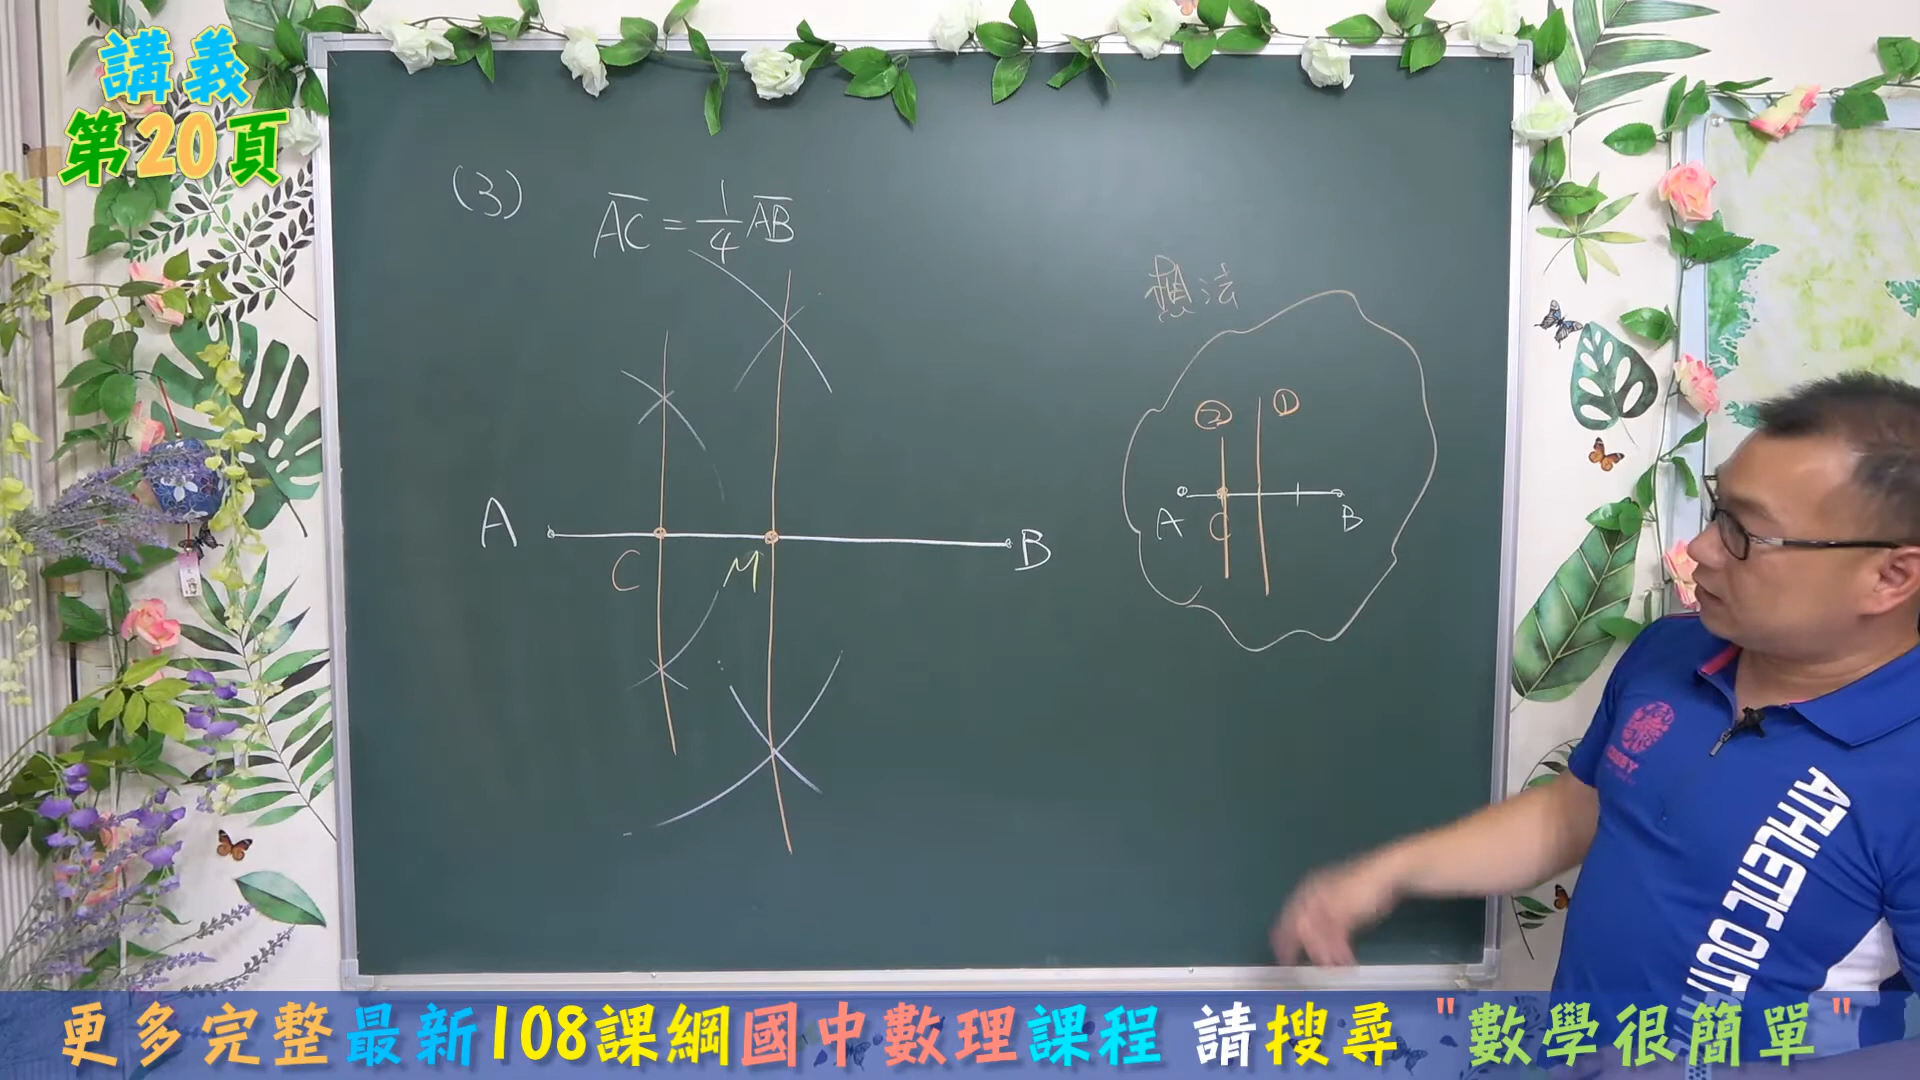 講義
第20頁
(3)
AC = 1/4 AB
想法
② ①
A C B
A B
C M
ATHLETIC OUT
更多完整最新108課綱國中數理課程 請搜尋 "數學很簡單"